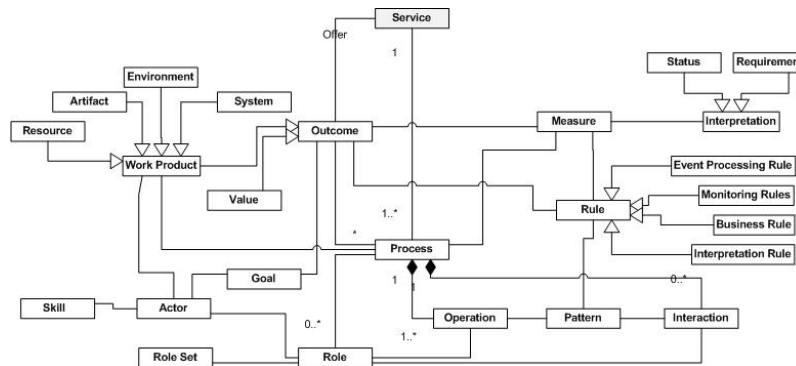 Service
Offer
1
Status
Requiremen
Environment
Artifact
System
Resource
Outcome
Measure
Interpretation
Work Product
Event Processing Rule
Value
Monitoring Rules
Rule
1..*
Business Rule
*
Process
Interpretation Rule
Goal
1
1
0..*
Skill
Actor
0..*
Operation
Pattern
Interaction
1..*
Role Set
Role